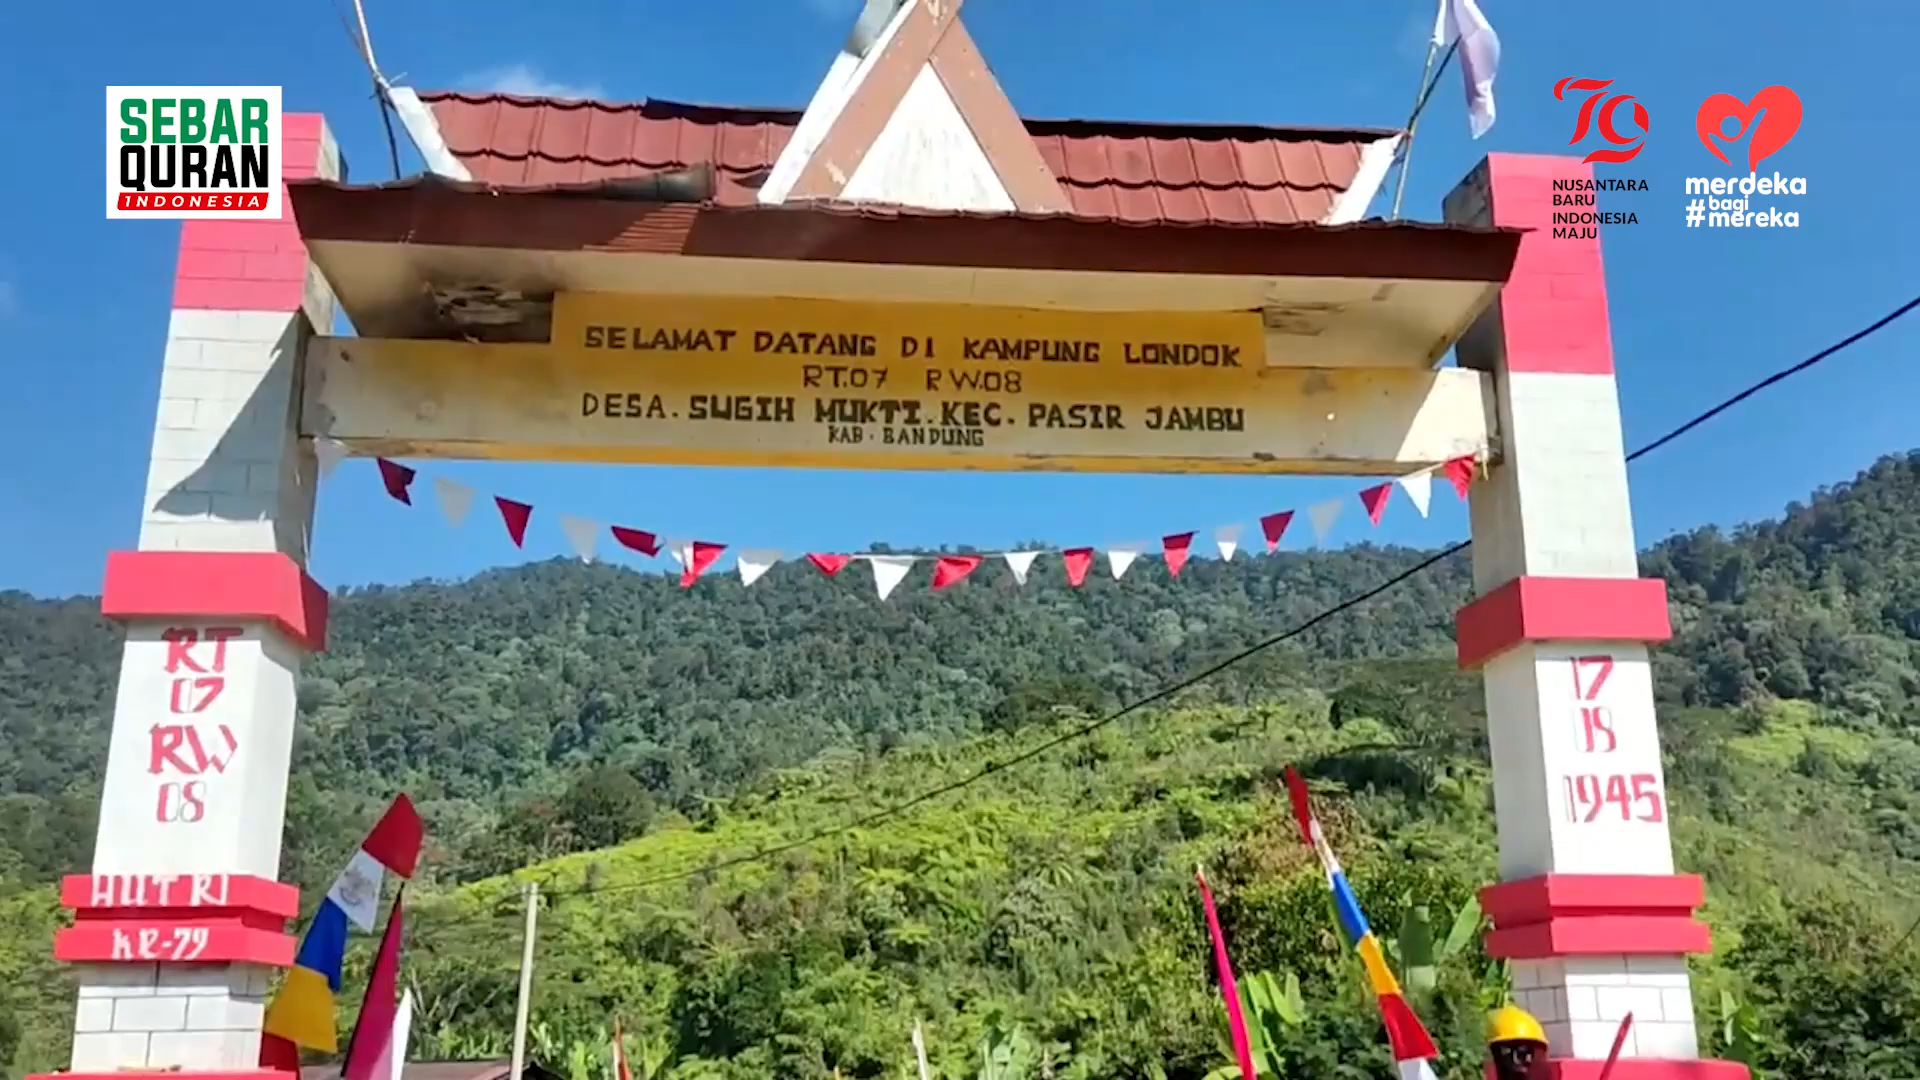 SEBAR
QURAN
INDONESIA
79
NUSANTARA
BARU
INDONESIA
MAJU
merdeka
bagi
#mereka
SELAMAT DATANG DI KAMPUNG LONDOK
RT.07 RW.08
DESA. SUGIH MUKTI. KEC. PASIR JAMBU
KAB. BANDUNG
RT
07
RW
08
HUT RI
KE-79
17
08
1945